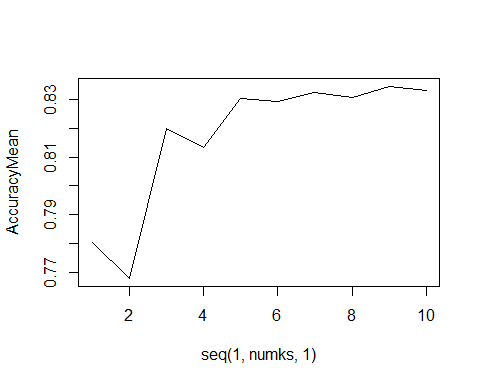 AccuracyMean
0.83
0.81
0.79
0.77
2 4 6 8 10
seq(1, numks, 1)